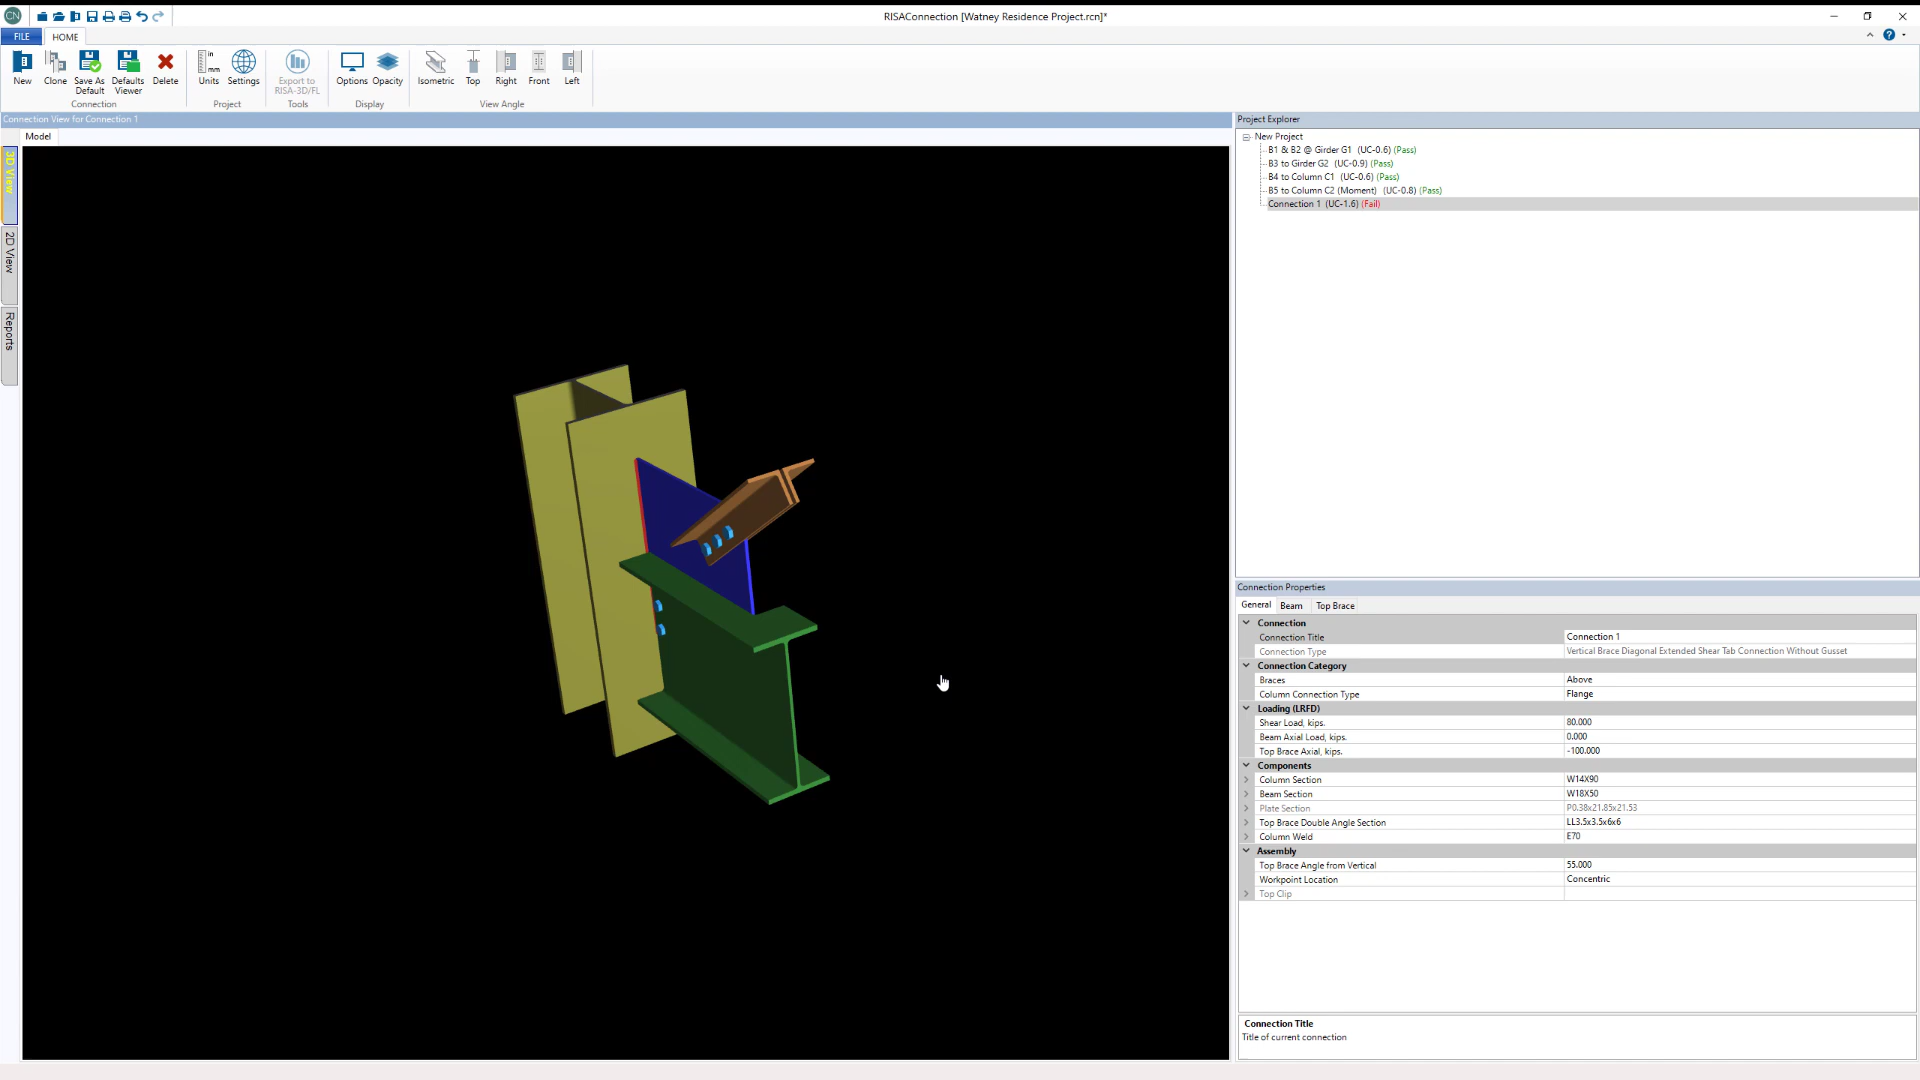 CN
RISAConnection [Watney Residence Project.rcn]*
FILE
HOME
New
Clone
Save As Default
Defaults Viewer
Delete
Connection
in
mm
Units
Settings
Project
Export to RISA-3D/FL
Tools
Options
Opacity
Display
Isometric
Top
Right
Front
Left
View Angle
Connection View for Connection 1
Model
3D View
2D View
Reports
Project Explorer
New Project
B1 & B2 @ Girder G1 (UC-0.6) (Pass)
B3 to Girder G2 (UC-0.9) (Pass)
B4 to Column C1 (UC-0.6) (Pass)
B5 to Column C2 (Moment) (UC-0.8) (Pass)
Connection 1 (UC-1.6) (Fail)
Connection Properties
General
Beam
Top Brace
Connection
Connection Title Connection 1
Connection Type Vertical Brace Diagonal Extended Shear Tab Connection Without Gusset
Connection Category
Braces Above
Column Connection Type Flange
Loading (LRFD)
Shear Load, kips. 80.000
Beam Axial Load, kips. 0.000
Top Brace Axial, kips. -100.000
Components
Column Section W14X90
Beam Section W18X50
Plate Section P0.38x21.85x21.53
Top Brace Double Angle Section LL3.5x3.5x6x6
Column Weld E70
Assembly
Top Brace Angle from Vertical 55.000
Workpoint Location Concentric
Top Clip
Connection Title
Title of current connection